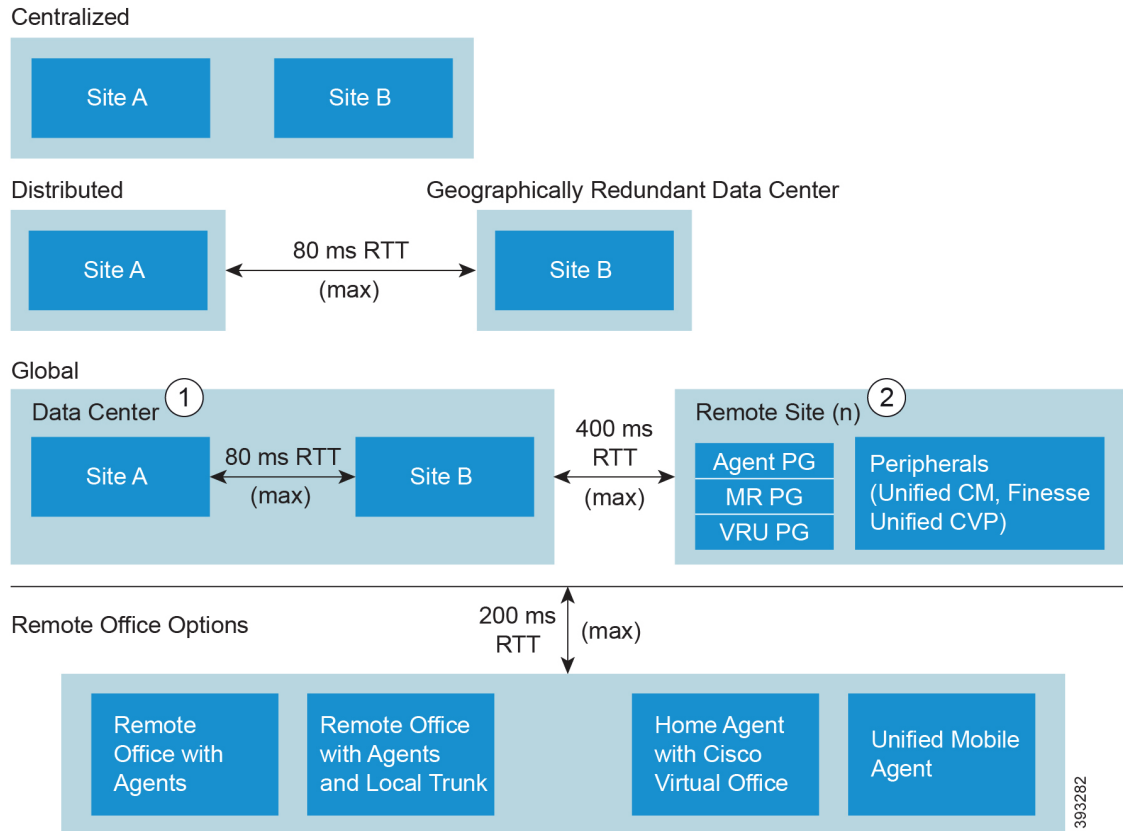 Centralized
Site A
Site B
Distributed
Geographically Redundant Data Center
Site A
80 ms RTT
(max)
Site B
Global
Data Center
1
Site A
80 ms RTT
(max)
Site B
400 ms
RTT
(max)
Remote Site (n)
2
Agent PG
MR PG
VRU PG
Peripherals
(Unified CM, Finesse
Unified CVP)
Remote Office Options
200 ms
RTT
(max)
Remote
Office with
Agents
Remote Office
with Agents
and Local Trunk
Home Agent
with Cisco
Virtual Office
Unified Mobile
Agent
393282